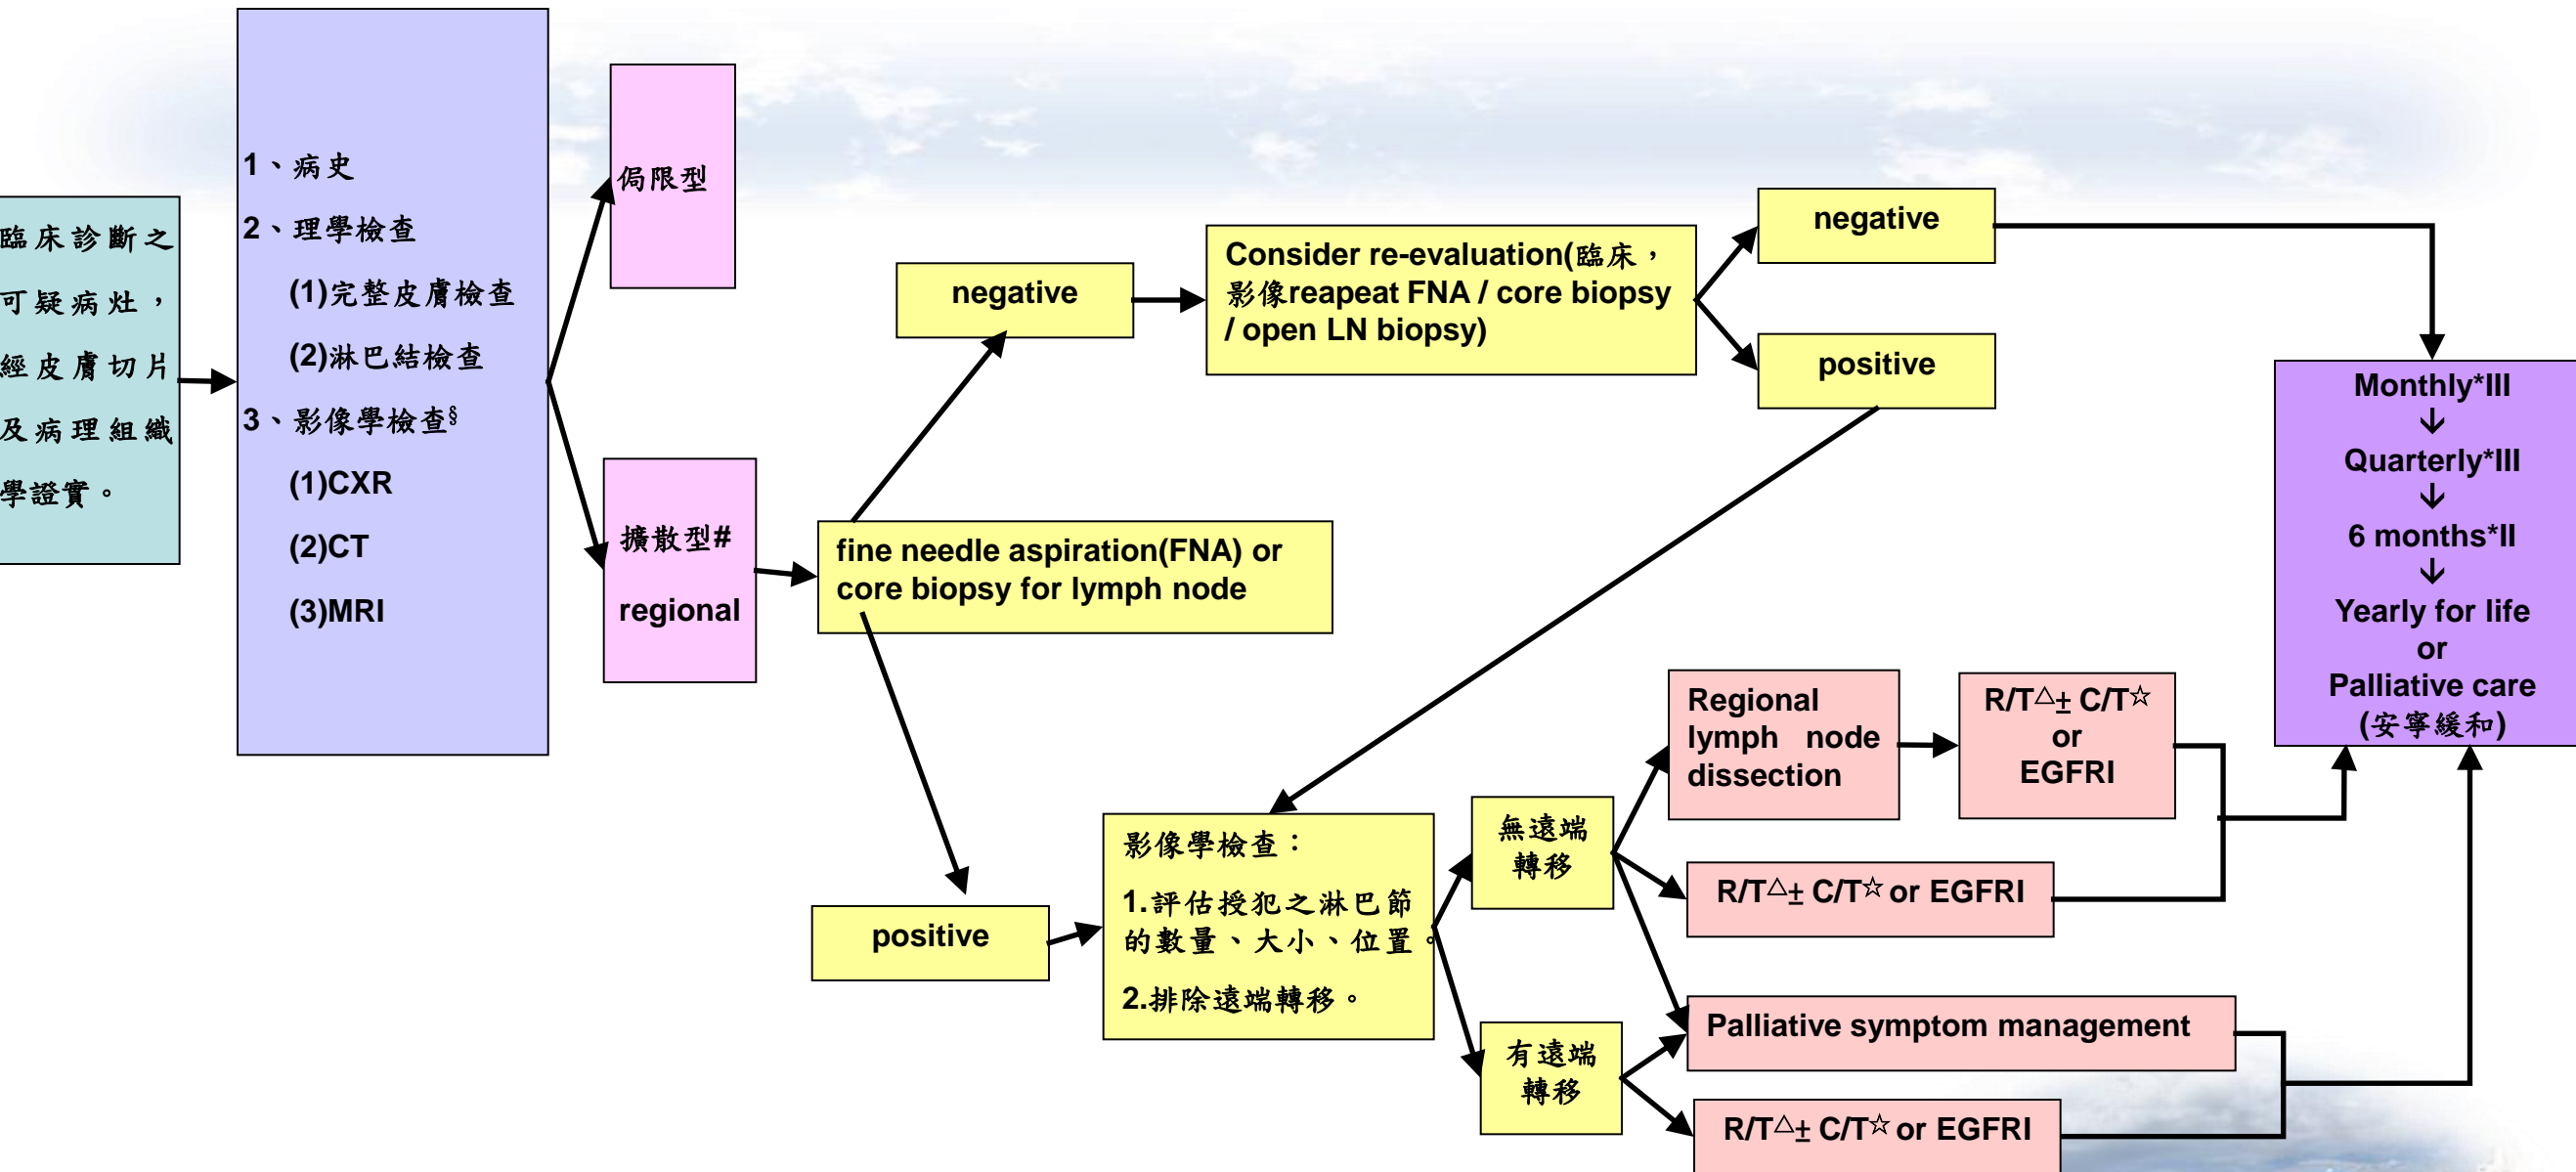 臨床診斷之
可疑病灶，
經皮膚切片
及病理組織
學證實。
1、病史
2、理學檢查
(1)完整皮膚檢查
(2)淋巴結檢查
3、影像學檢查§
(1)CXR
(2)CT
(3)MRI
侷限型
擴散型#
regional
fine needle aspiration(FNA) or
core biopsy for lymph node
negative
Consider re-evaluation(臨床，
影像reapeat FNA / core biopsy
/ open LN biopsy)
negative
positive
positive
影像學檢查：
1.評估授犯之淋巴節
的數量、大小、位置。
2.排除遠端轉移。
無遠端
轉移
有遠端
轉移
Regional
lymph node
dissection
R/T△± C/T☆
or
EGFRI
R/T△± C/T☆ or EGFRI
Palliative symptom management
R/T△± C/T☆ or EGFRI
Monthly*III
↓
Quarterly*III
↓
6 months*II
↓
Yearly for life
or
Palliative care
(安寧緩和)